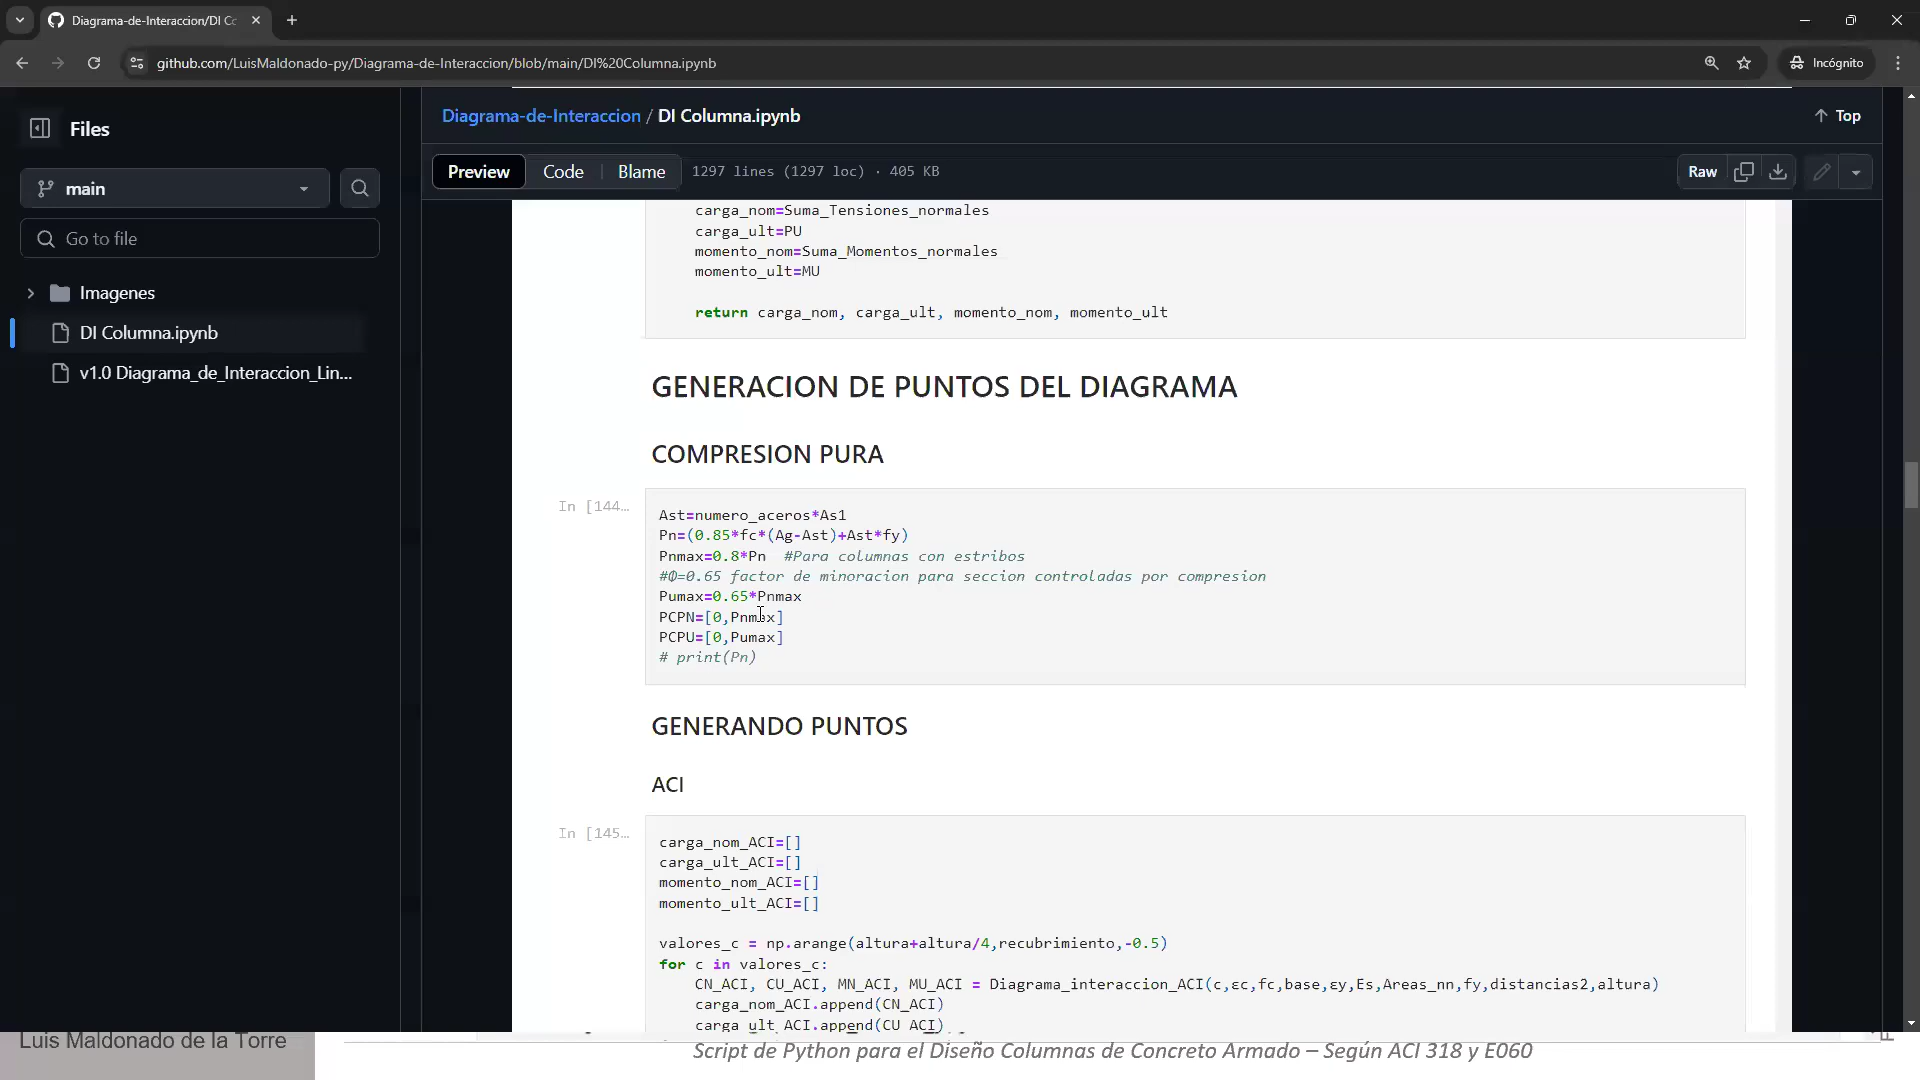 Diagrama-de-Interaccion/DI Co
github.com/LuisMaldonado-py/Diagrama-de-Interaccion/blob/main/DI%20Columna.ipynb
Incógnito
Files
main
Go to file
Imagenes
DI Columna.ipynb
v1.0 Diagrama_de_Interaccion_Lin...
Diagrama-de-Interaccion / DI Columna.ipynb
Top
Preview Code Blame 1297 lines (1297 loc) · 405 KB
Raw
carga_nom=Suma_Tensiones_normales
carga_ult=PU
momento_nom=Suma_Momentos_normales
momento_ult=MU
return carga_nom, carga_ult, momento_nom, momento_ult
GENERACION DE PUNTOS DEL DIAGRAMA
COMPRESION PURA
In [144...
Ast=numero_aceros*As1
Pn=(0.85*fc*(Ag-Ast)+Ast*fy)
Pnmax=0.8*Pn #Para columnas con estribos
#Φ=0.65 factor de minoracion para seccion controladas por compresion
Pumax=0.65*Pnmax
PCPN=[0,Pnmax]
PCPU=[0,Pumax]
# print(Pn)
GENERANDO PUNTOS
ACI
In [145...
carga_nom_ACI=[]
carga_ult_ACI=[]
momento_nom_ACI=[]
momento_ult_ACI=[]
valores_c = np.arange(altura+altura/4,recubrimiento,-0.5)
for c in valores_c:
CN_ACI, CU_ACI, MN_ACI, MU_ACI = Diagrama_interaccion_ACI(c,εc,fc,base,εy,Es,Areas_nn,fy,distancias2,altura)
carga_nom_ACI.append(CN_ACI)
carga_ult_ACI.append(CU_ACI)
Luis Maldonado de la Torre
Script de Python para el Diseño Columnas de Concreto Armado – Según ACI 318 y E060